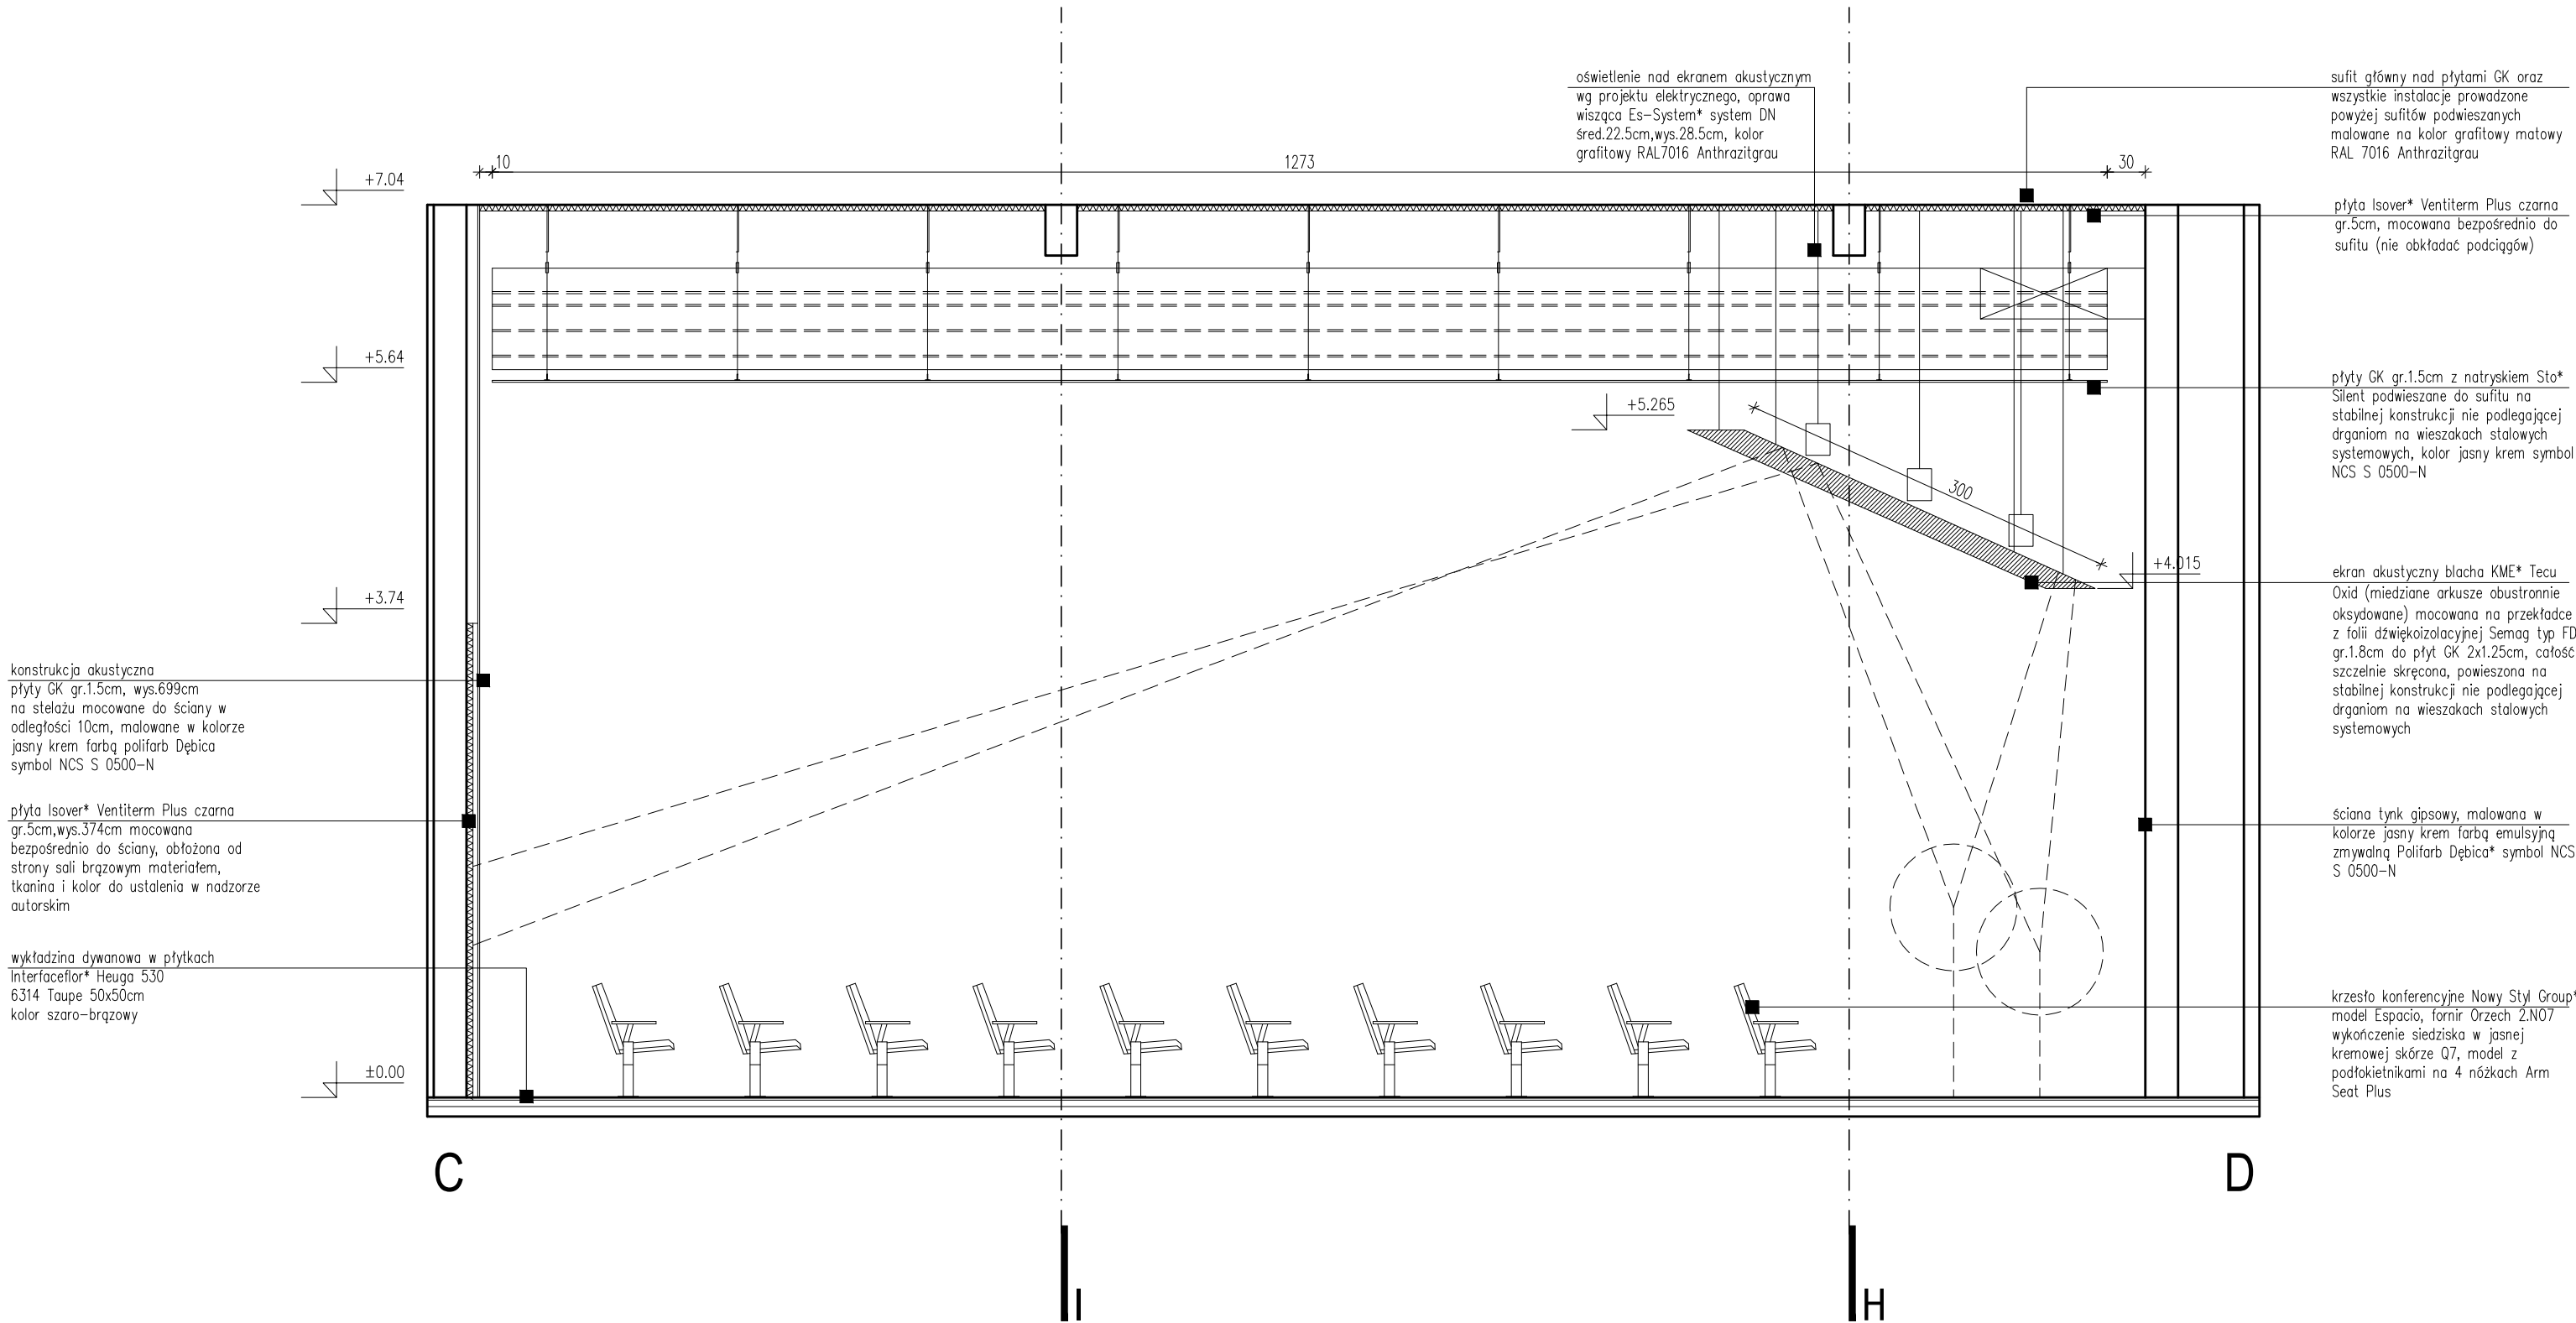 oświetlenie nad ekranem akustycznym
wg projektu elektrycznego, oprawa
wisząca Es-System* system DN
śred.22.5cm,wys.28.5cm, kolor
grafitowy RAL7016 Anthrazitgrau
sufit główny nad płytami GK oraz
wszystkie instalacje prowadzone
powyżej sufitów podwieszanych
malowane na kolor grafitowy matowy
RAL 7016 Anthrazitgrau
10
1273
30
+7.04
płyta Isover* Ventiterm Plus czarna
gr.5cm, mocowana bezpośrednio do
sufitu (nie obkładać podciągów)
+5.64
płyty GK gr.1.5cm z natryskiem Sto*
Silent podwieszane do sufitu na
stabilnej konstrukcji nie podlegającej
drganiom na wieszakach stalowych
systemowych, kolor jasny krem symbol
NCS S 0500-N
+5.265
300
+4.015
ekran akustyczny blacha KME* Tecu
Oxid (miedziane arkusze obustronnie
oksydowane) mocowana na przekładce
z folii dźwiękoizolacyjnej Semag typ FD
gr.1.8cm do płyt GK 2x1.25cm, całość
szczelnie skręcona, powieszona na
stabilnej konstrukcji nie podlegającej
drganiom na wieszakach stalowych
systemowych
+3.74
konstrukcja akustyczna
płyty GK gr.1.5cm, wys.699cm
na stelażu mocowane do ściany w
odległości 10cm, malowane w kolorze
jasny krem farbą polifarb Dębica
symbol NCS S 0500-N
płyta Isover* Ventiterm Plus czarna
gr.5cm,wys.374cm mocowana
bezpośrednio do ściany, obłożona od
strony sali brązowym materiałem,
tkanina i kolor do ustalenia w nadzorze
autorskim
ściana tynk gipsowy, malowana w
kolorze jasny krem farbą emulsyjną
zmywalną Polifarb Dębica* symbol NCS
S 0500-N
wykładzina dywanowa w płytkach
Interfaceflor* Heuga 530
6314 Taupe 50x50cm
kolor szaro-brązowy
krzesło konferencyjne Nowy Styl Group*
model Espacio, fornir Orzech 2.N07
wykończenie siedziska w jasnej
kremowej skórze Q7, model z
podłokietnikami na 4 nóżkach Arm
Seat Plus
±0.00
C
D
I
H